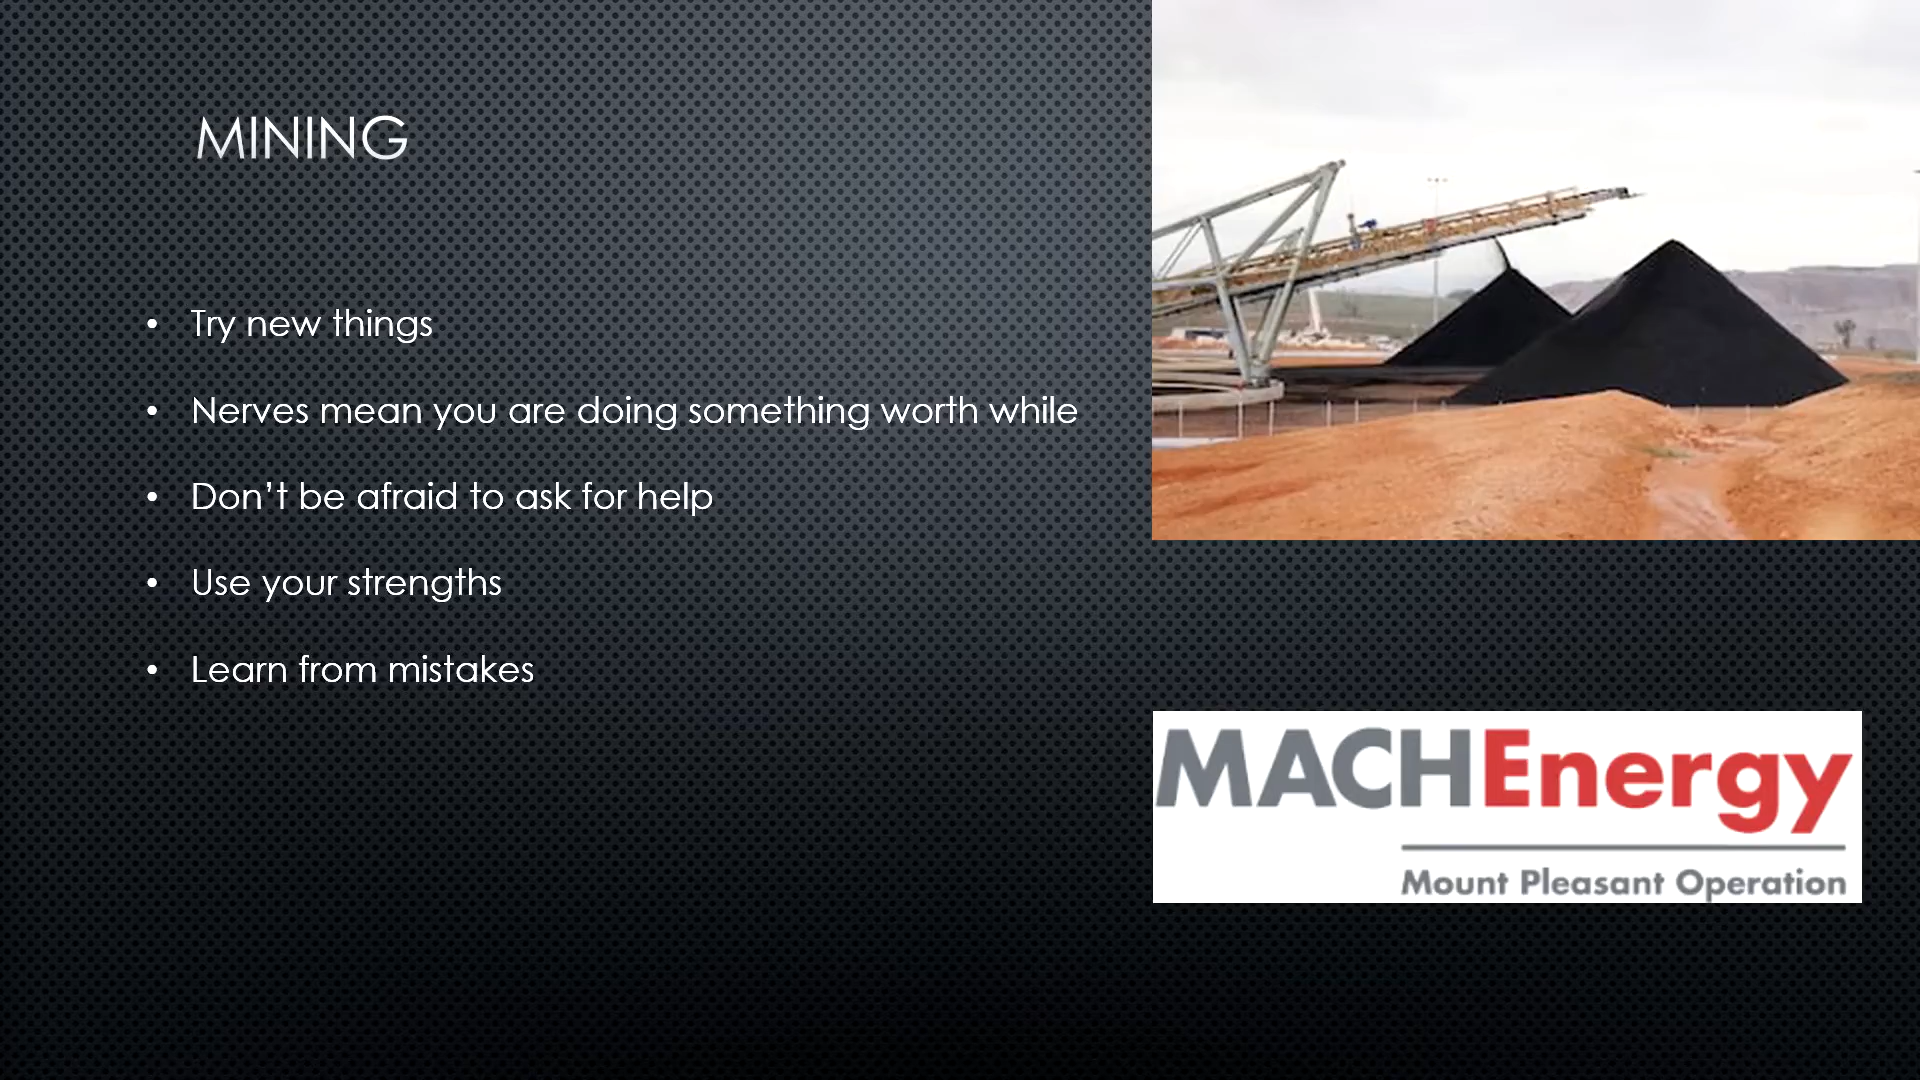 MINING
• Try new things
• Nerves mean you are doing something worth while
• Don’t be afraid to ask for help
• Use your strengths
• Learn from mistakes
MACHEnergy
Mount Pleasant Operation